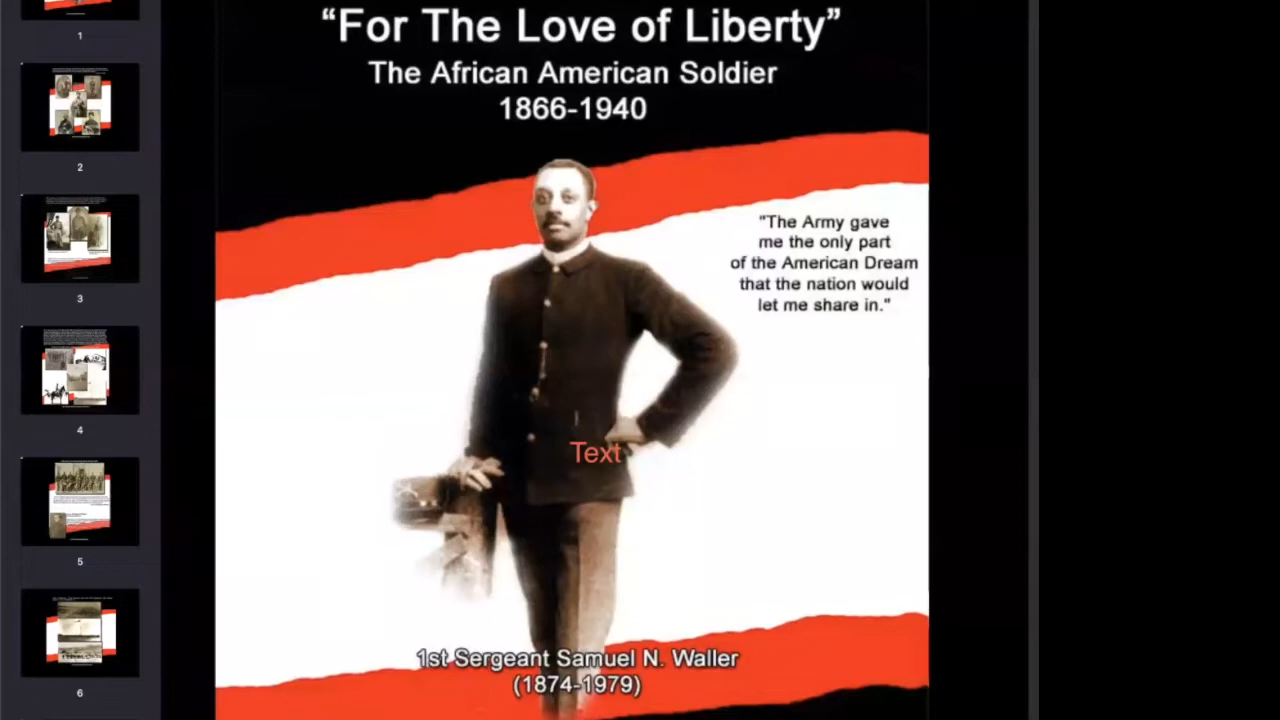 1
2
3
4
5
6
“For The Love of Liberty”
The African American Soldier
1866-1940
"The Army gave
me the only part
of the American Dream
that the nation would
let me share in."
Text
1st Sergeant Samuel N. Waller
(1874-1979)